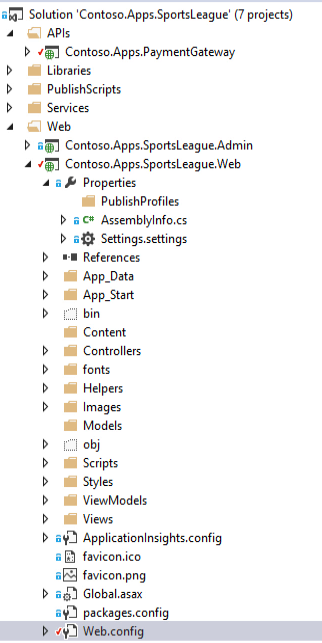 Solution 'Contoso.Apps.SportsLeague' (7 projects)
APIs
Contoso.Apps.PaymentGateway
Libraries
PublishScripts
Services
Web
Contoso.Apps.SportsLeague.Admin
Contoso.Apps.SportsLeague.Web
Properties
PublishProfiles
C# AssemblyInfo.cs
Settings.settings
References
App_Data
App_Start
bin
Content
Controllers
fonts
Helpers
Images
Models
obj
Scripts
Styles
ViewModels
Views
ApplicationInsights.config
favicon.ico
favicon.png
Global.asax
packages.config
Web.config